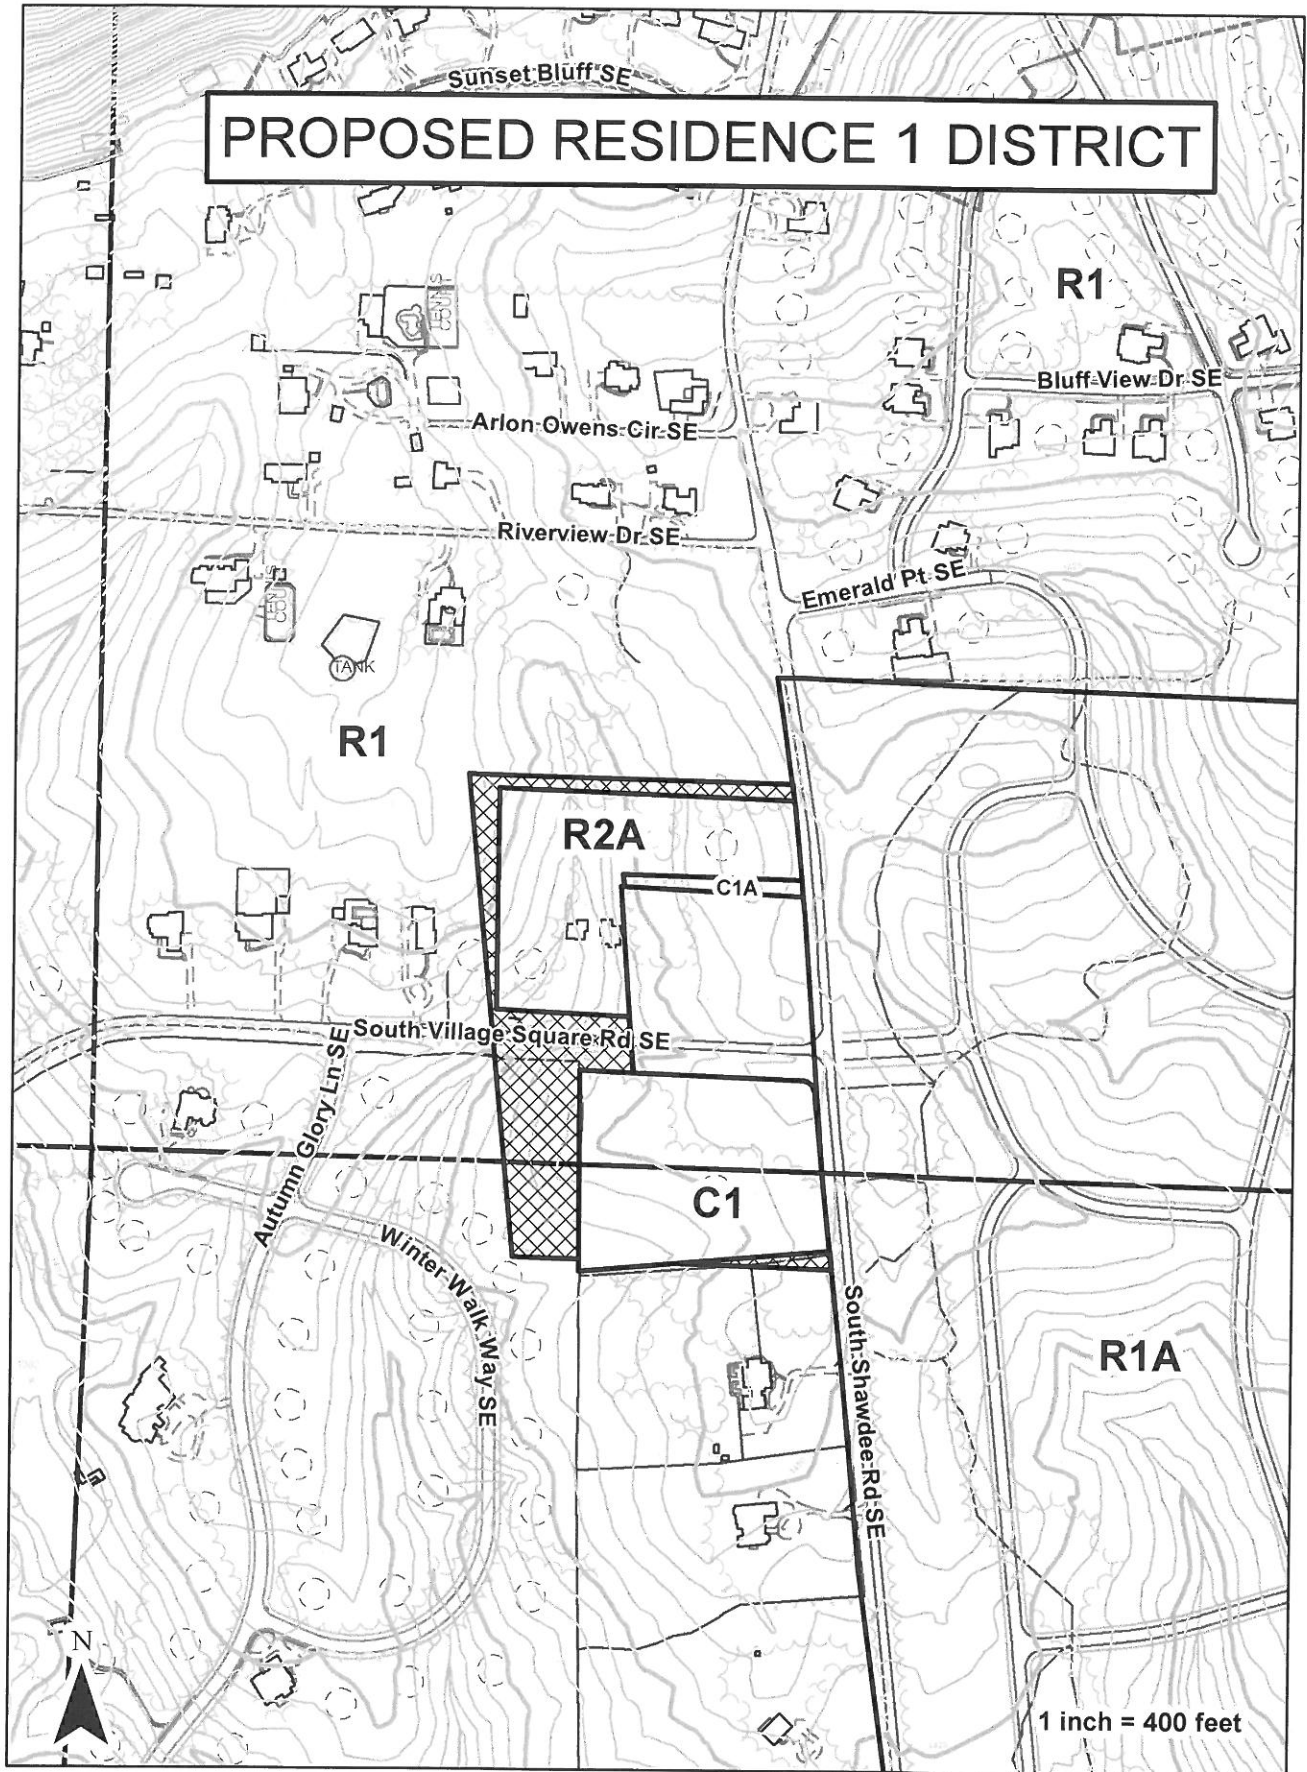 Sunset Bluff SE
PROPOSED RESIDENCE 1 DISTRICT
R1
TENNIS
COURT
Bluff View Dr SE
Arlon Owens Cir SE
Riverview Dr SE
Emerald Pt SE
TANK
R1
R2A
C1A
South Village Square Rd SE
Autumn Glory Ln SE
C1
Winter Walk Way SE
South Shawdee Rd SE
R1A
N
1 inch = 400 feet